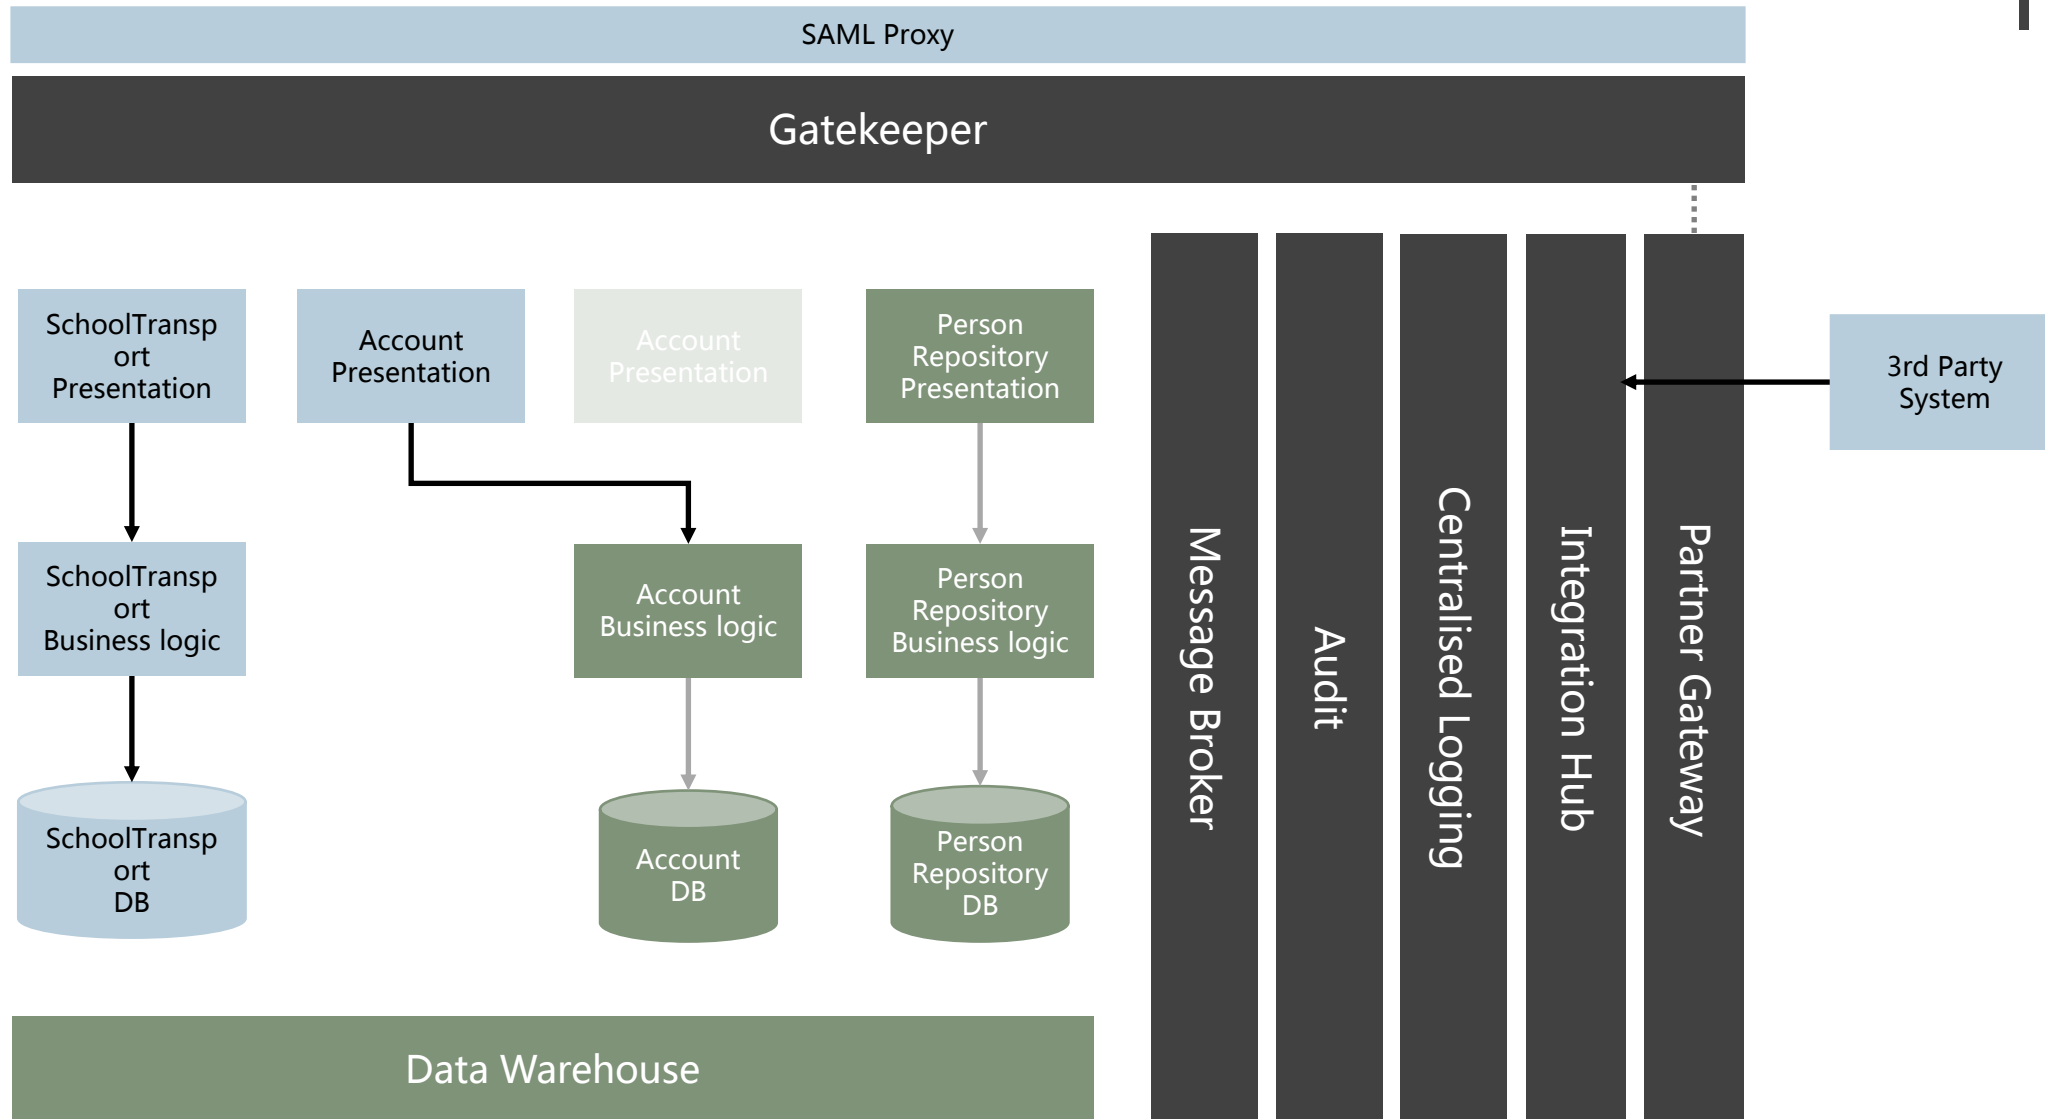 SAML Proxy
Gatekeeper
SchoolTransp
ort
Presentation
Account
Presentation
Account
Presentation
Person
Repository
Presentation
3rd Party
System
SchoolTransp
ort
Business logic
Account
Business logic
Person
Repository
Business logic
SchoolTransp
ort
DB
Account
DB
Person
Repository
DB
Message Broker
Audit
Centralised Logging
Integration Hub
Partner Gateway
Data Warehouse